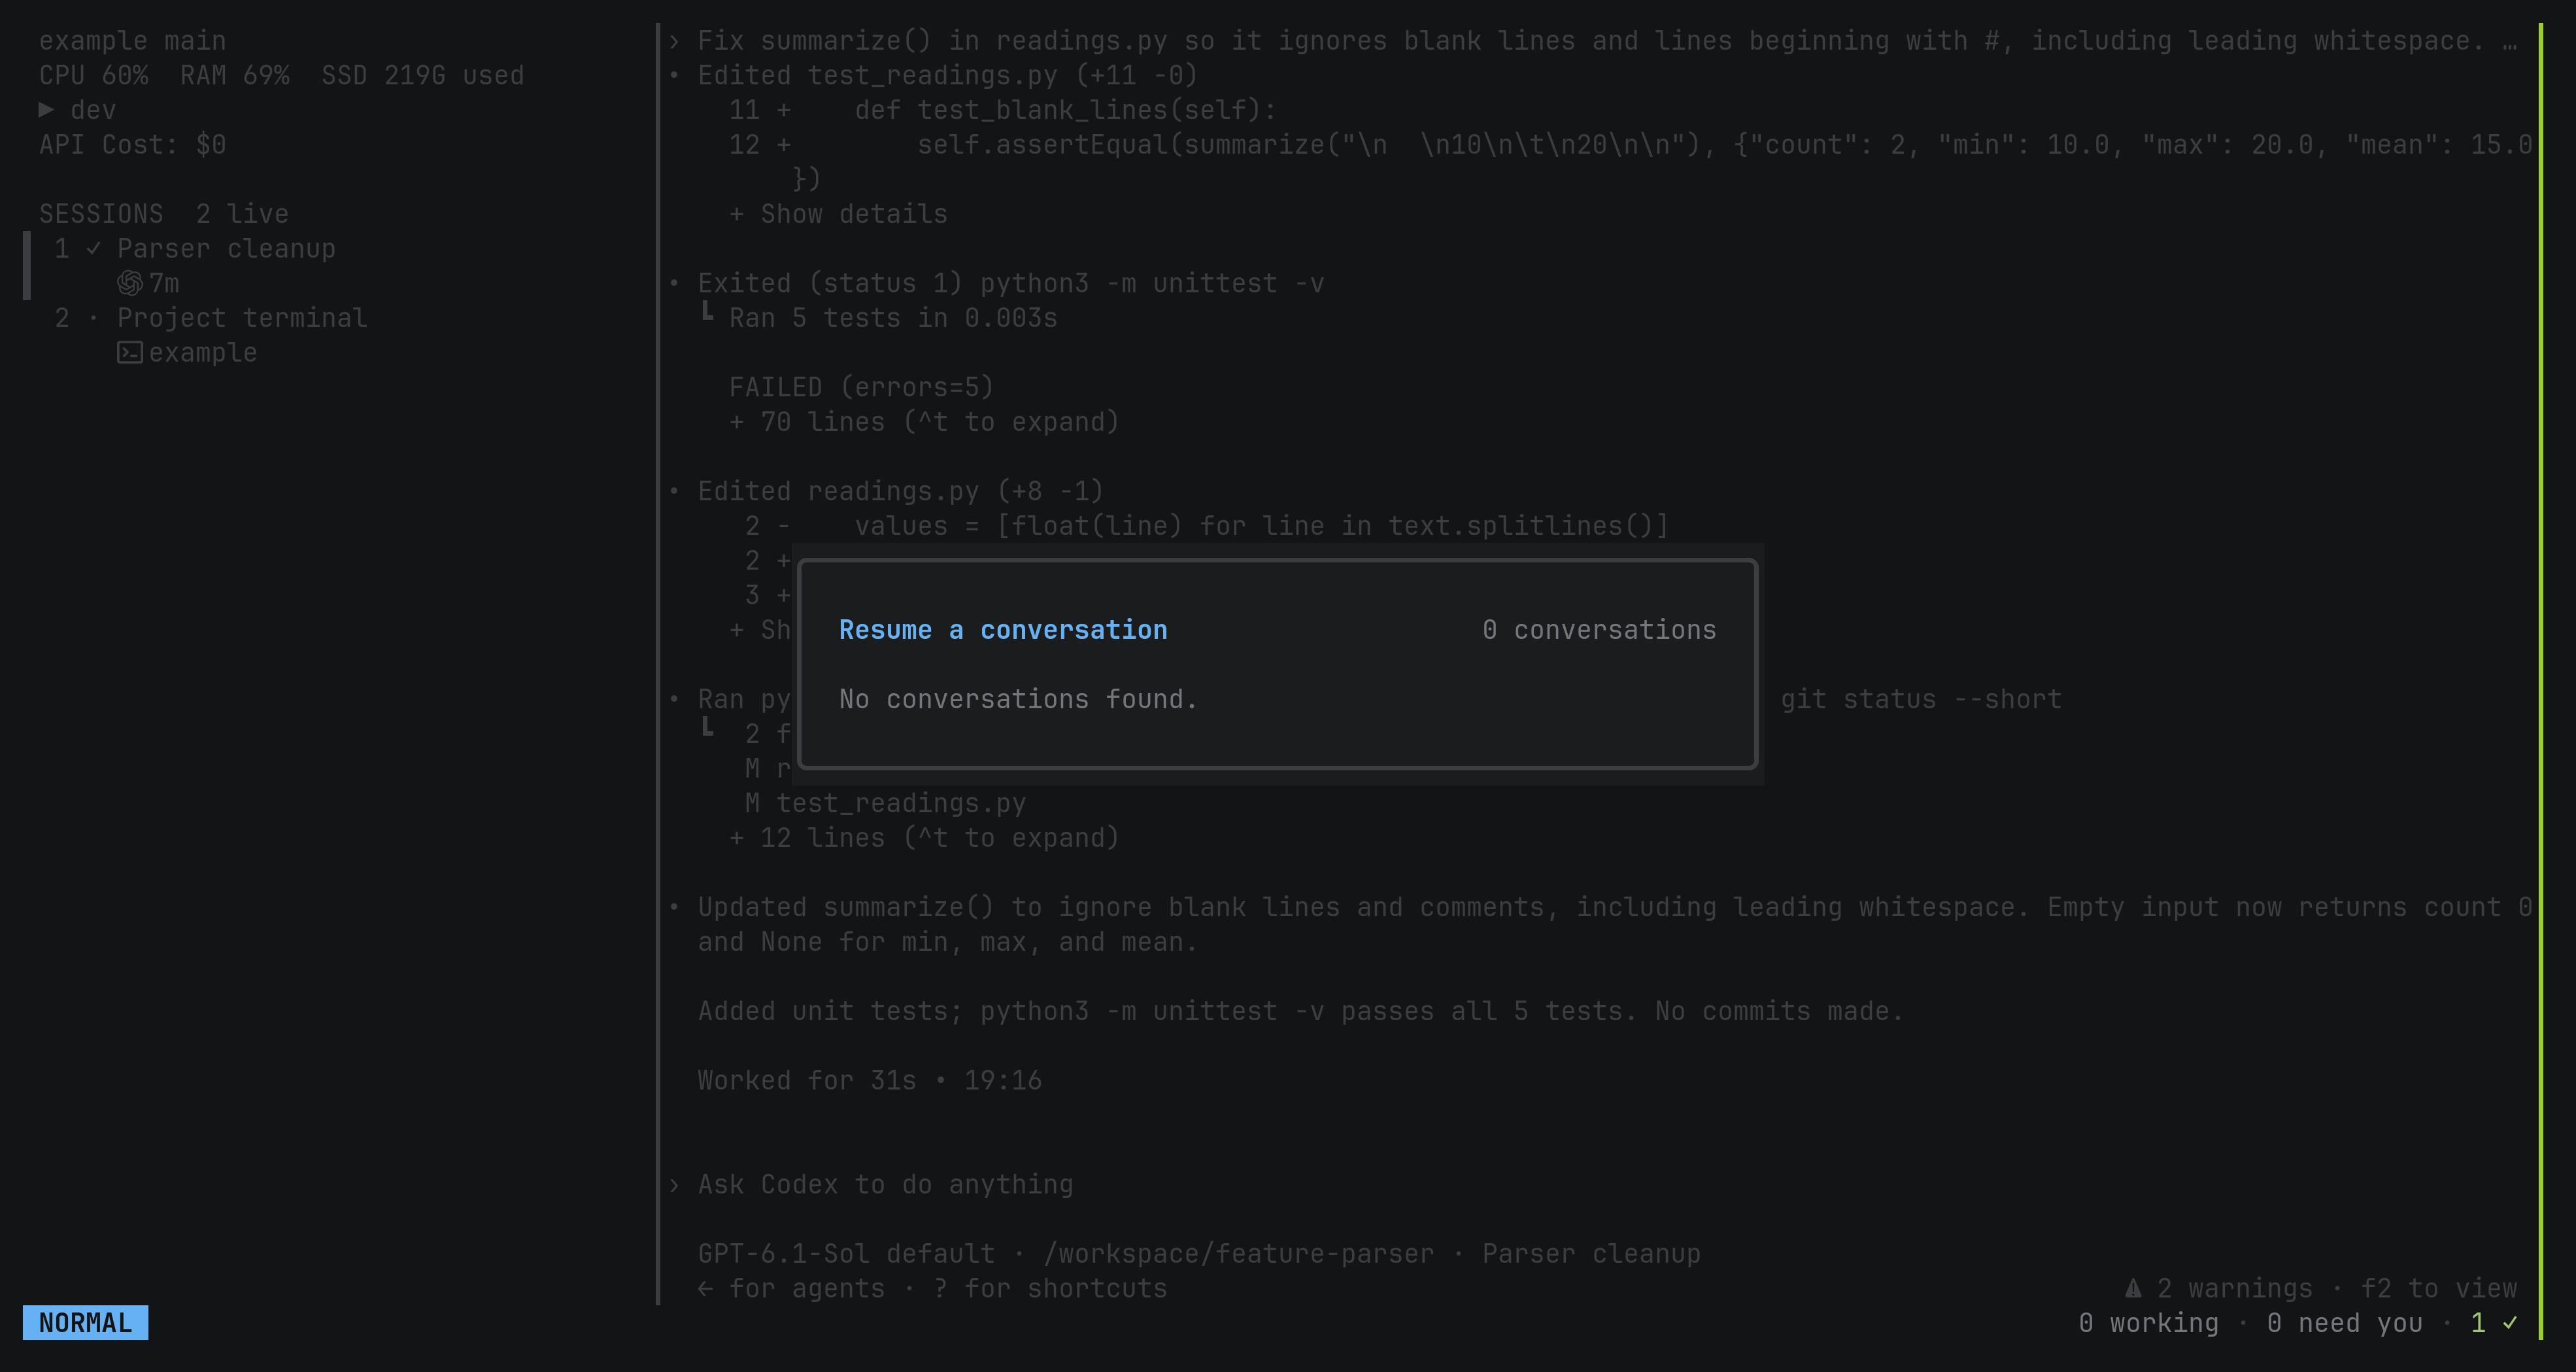 example main
CPU 60%  RAM 69%  SSD 219G used
▶ dev
API Cost: $0
SESSIONS  2 live
1 ✓ Parser cleanup
7m
2 · Project terminal
example
› Fix summarize() in readings.py so it ignores blank lines and lines beginning with #, including leading whitespace. …
• Edited test_readings.py (+11 -0)
11 +    def test_blank_lines(self):
12 +        self.assertEqual(summarize("\n  \n10\n\t\n20\n\n"), {"count": 2, "min": 10.0, "max": 20.0, "mean": 15.0
})
+ Show details
• Exited (status 1) python3 -m unittest -v
┗ Ran 5 tests in 0.003s
FAILED (errors=5)
+ 70 lines (^t to expand)
• Edited readings.py (+8 -1)
2 -    values = [float(line) for line in text.splitlines()]
2 +
3 +
+ Sh
Resume a conversation    0 conversations
No conversations found.
• Ran py    git status --short
┗  2 f
M r
M test_readings.py
+ 12 lines (^t to expand)
• Updated summarize() to ignore blank lines and comments, including leading whitespace. Empty input now returns count 0
and None for min, max, and mean.
Added unit tests; python3 -m unittest -v passes all 5 tests. No commits made.
Worked for 31s • 19:16
› Ask Codex to do anything
GPT-6.1-Sol default · /workspace/feature-parser · Parser cleanup
← for agents · ? for shortcuts    ⚠ 2 warnings · f2 to view
NORMAL    0 working · 0 need you · 1 ✓